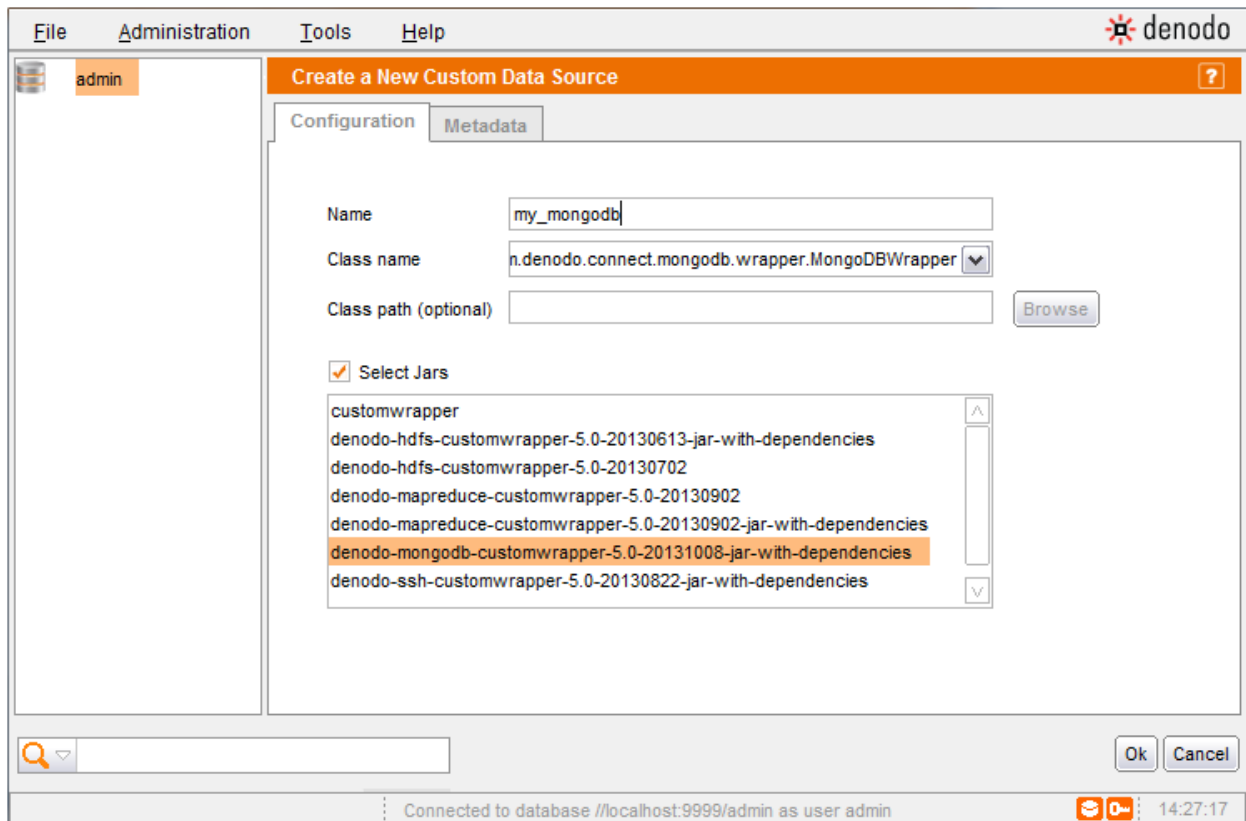 File Administration Tools Help denodo
admin
Create a New Custom Data Source ?
Configuration Metadata
Name my_mongodb
Class name n.denodo.connect.mongodb.wrapper.MongoDBWrapper
Class path (optional) Browse
Select Jars
customwrapper
denodo-hdfs-customwrapper-5.0-20130613-jar-with-dependencies
denodo-hdfs-customwrapper-5.0-20130702
denodo-mapreduce-customwrapper-5.0-20130902
denodo-mapreduce-customwrapper-5.0-20130902-jar-with-dependencies
denodo-mongodb-customwrapper-5.0-20131008-jar-with-dependencies
denodo-ssh-customwrapper-5.0-20130822-jar-with-dependencies
Ok Cancel
Connected to database //localhost:9999/admin as user admin 14:27:17